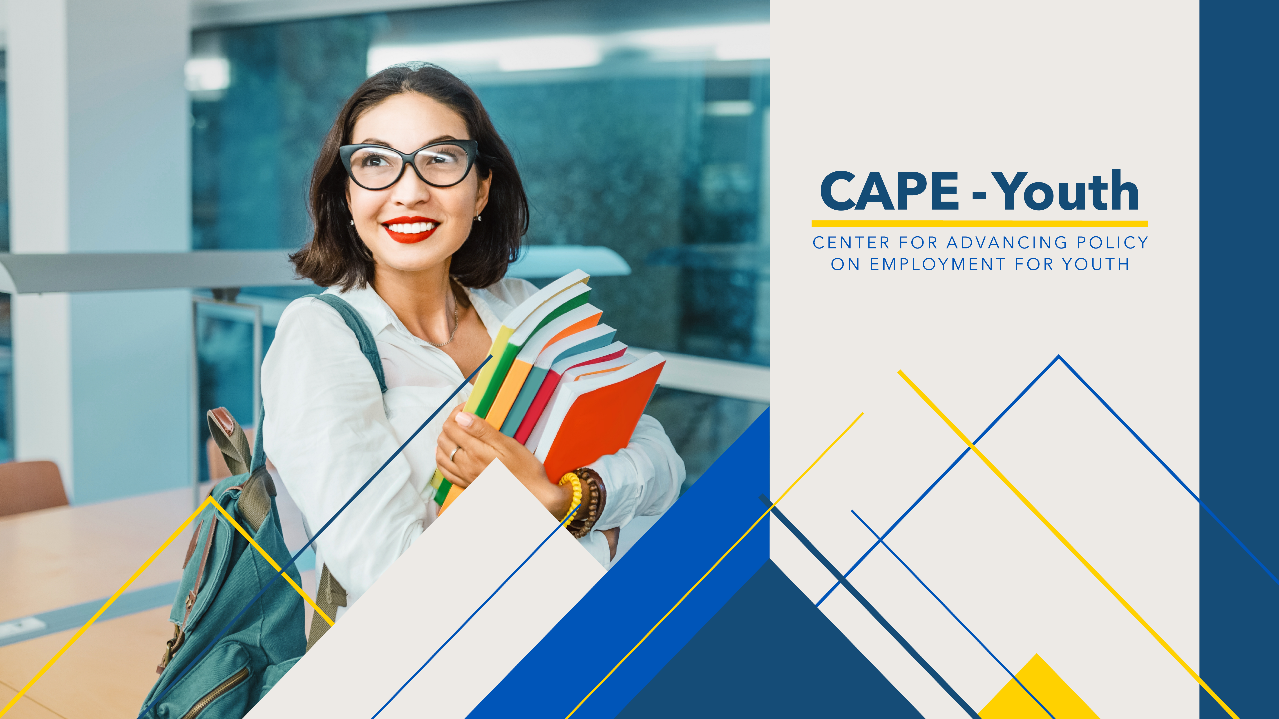 CAPE - Youth
CENTER FOR ADVANCING POLICY
ON EMPLOYMENT FOR YOUTH